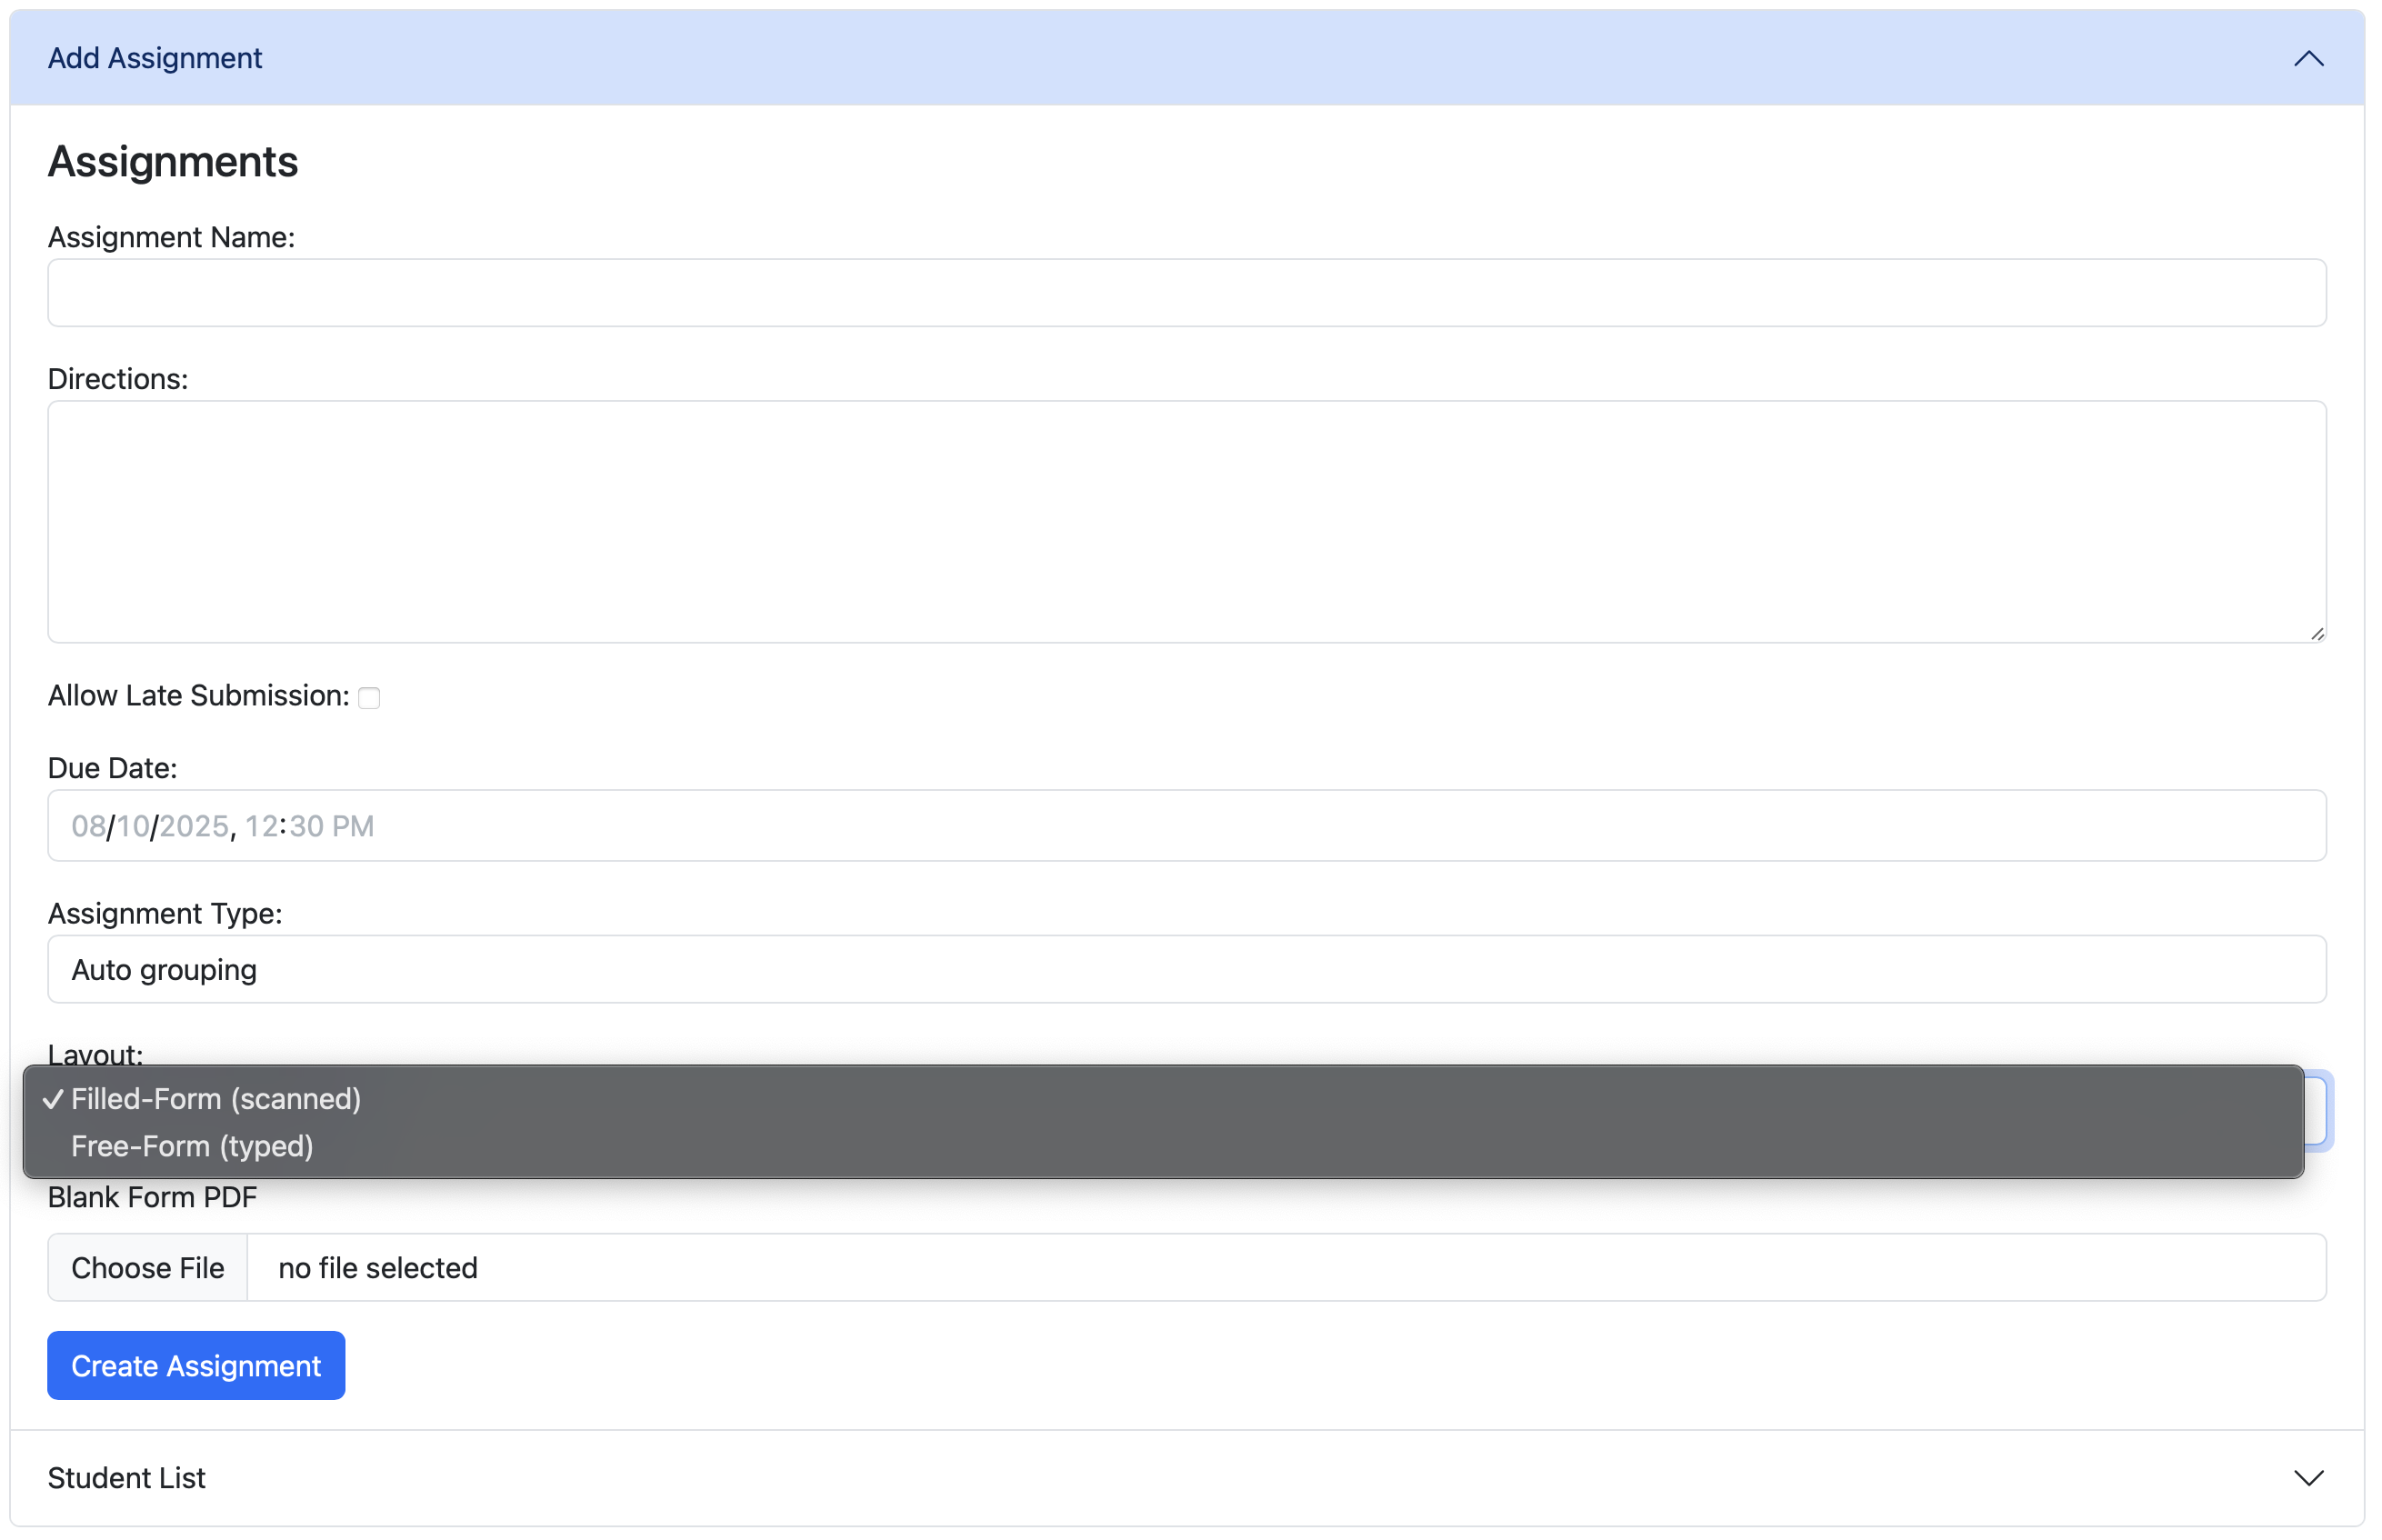 Add Assignment
Assignments
Assignment Name:
Directions:
Allow Late Submission:
Due Date:
08/10/2025, 12:30 PM
Assignment Type:
Auto grouping
Layout:
✓ Filled-Form (scanned)
Free-Form (typed)
Blank Form PDF
Choose File no file selected
Create Assignment
Student List